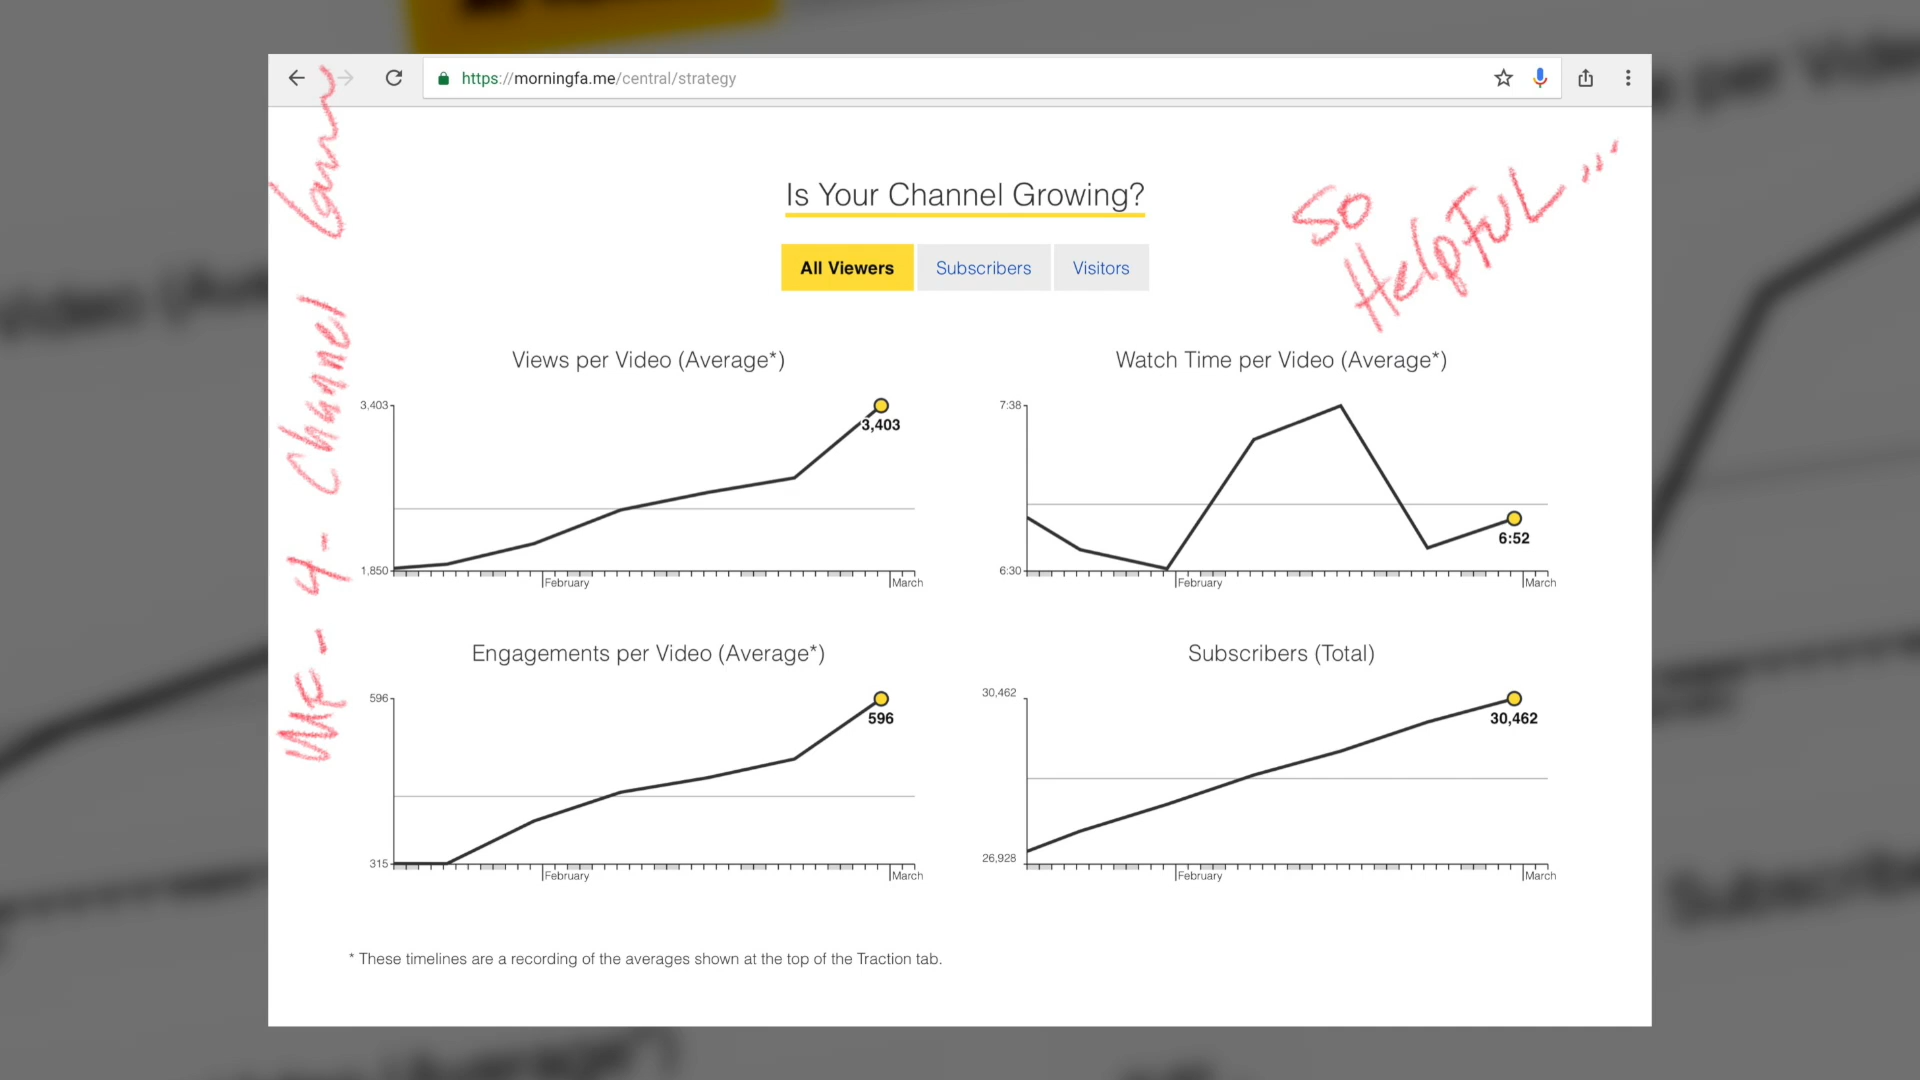 https://morningfa.me/central/strategy
Is Your Channel Growing?
All Viewers
Subscribers
Visitors
So
HelpFuL...
MF-4-Channel
Views per Video (Average*)
3,403
3,403
1,850
February
March
Watch Time per Video (Average*)
7:38
6:52
6:30
February
March
Engagements per Video (Average*)
596
596
315
February
March
Subscribers (Total)
30,462
30,462
26,928
February
March
* These timelines are a recording of the averages shown at the top of the Traction tab.